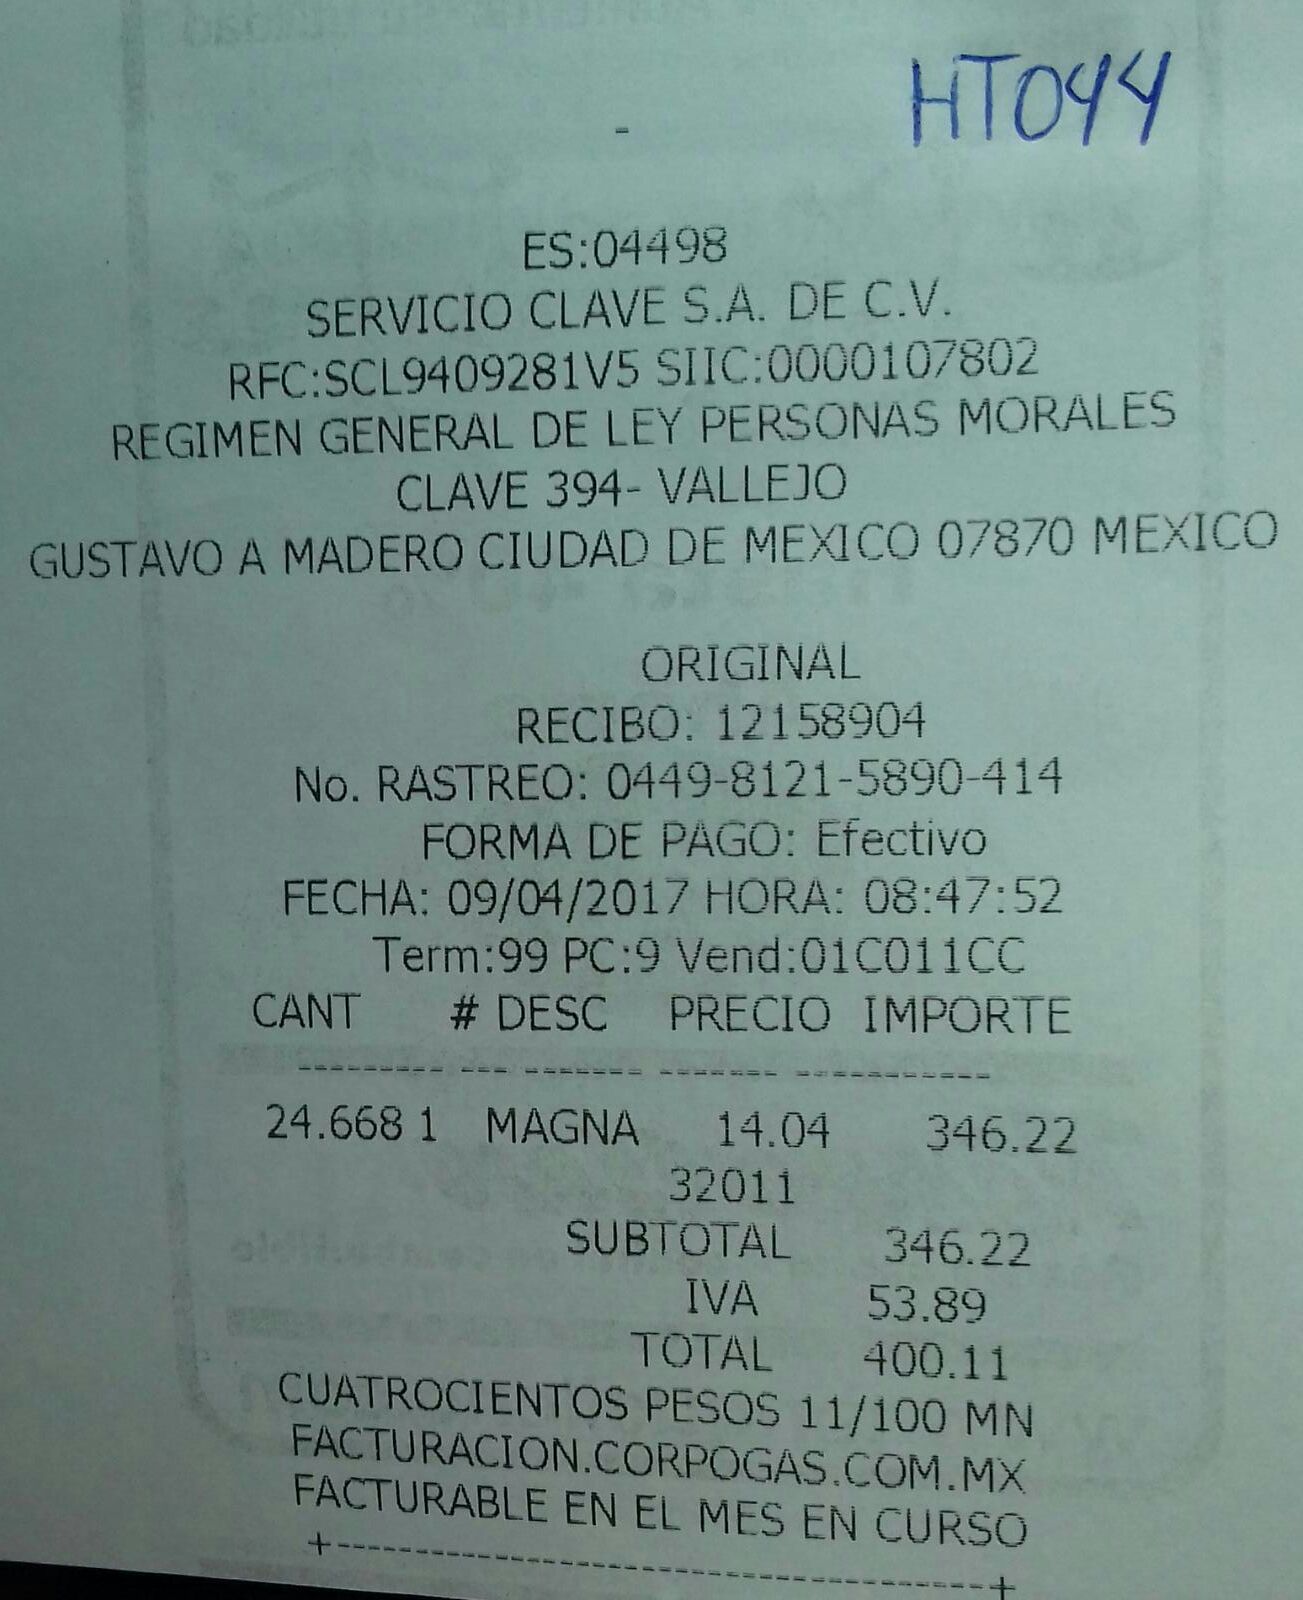 HT044
-
ES:04498
SERVICIO CLAVE S.A. DE C.V.
RFC:SCL9409281V5 SIIC:0000107802
REGIMEN GENERAL DE LEY PERSONAS MORALES
CLAVE 394- VALLEJO
GUSTAVO A MADERO CIUDAD DE MEXICO 07870 MEXICO
ORIGINAL
RECIBO: 12158904
No. RASTREO: 0449-8121-5890-414
FORMA DE PAGO: Efectivo
FECHA: 09/04/2017 HORA: 08:47:52
Term:99 PC:9 Vend:01C011CC
CANT # DESC PRECIO IMPORTE
--------- --- ------- ------- ------------
24.668 1 MAGNA 14.04 346.22
32011
SUBTOTAL 346.22
IVA 53.89
TOTAL 400.11
CUATROCIENTOS PESOS 11/100 MN
FACTURACION.CORPOGAS.COM.MX
FACTURABLE EN EL MES EN CURSO
+--------------------------------------+